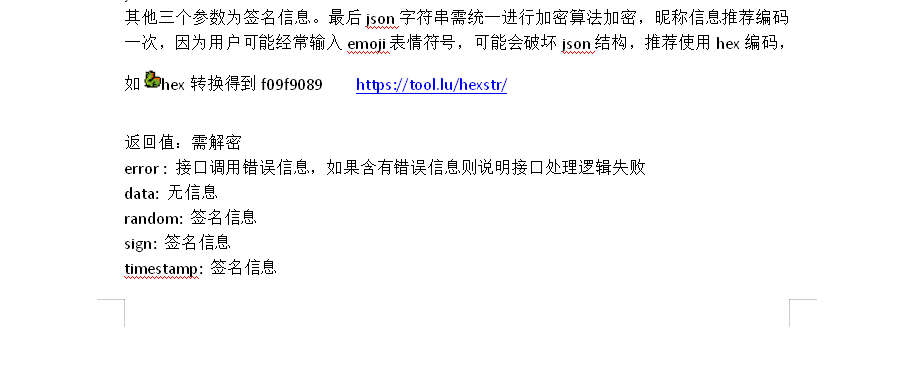 其他三个参数为签名信息。最后 json 字符串需统一进行加密算法加密，昵称信息推荐编码
一次，因为用户可能经常输入 emoji 表情符号，可能会破坏 json 结构，推荐使用 hex 编码，
如 🐉hex 转换得到 f09f9089 https://tool.lu/hexstr/
返回值：需解密
error : 接口调用错误信息，如果含有错误信息则说明接口处理逻辑失败
data: 无信息
random: 签名信息
sign: 签名信息
timestamp: 签名信息